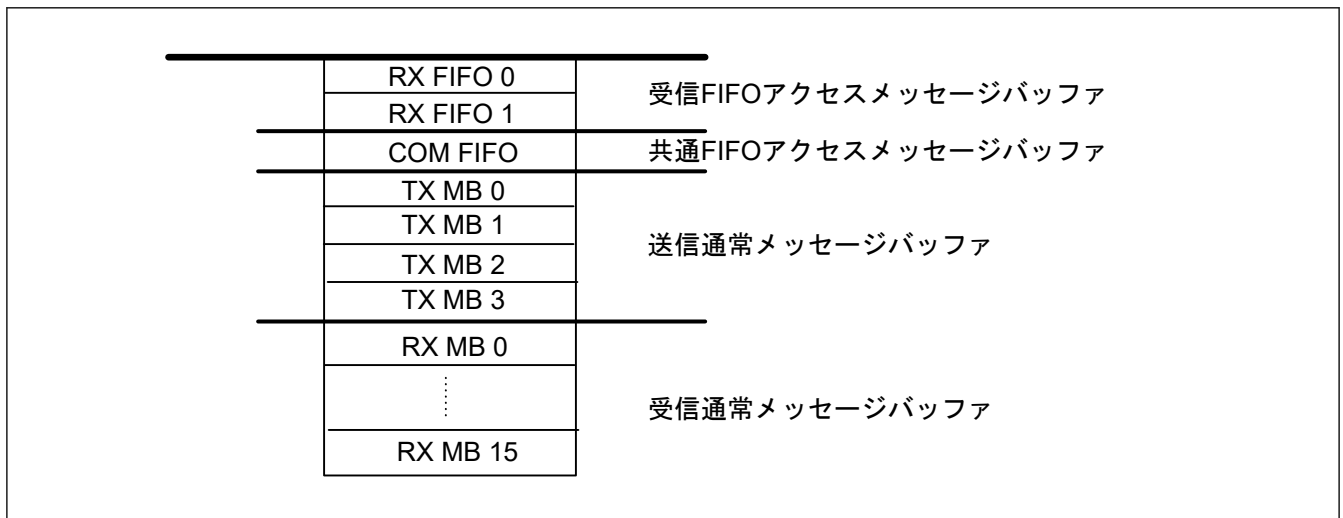 RX FIFO 0
受信FIFOアクセスメッセージバッファ
RX FIFO 1
COM FIFO
共通FIFOアクセスメッセージバッファ
TX MB 0
TX MB 1
送信通常メッセージバッファ
TX MB 2
TX MB 3
RX MB 0
受信通常メッセージバッファ
RX MB 15